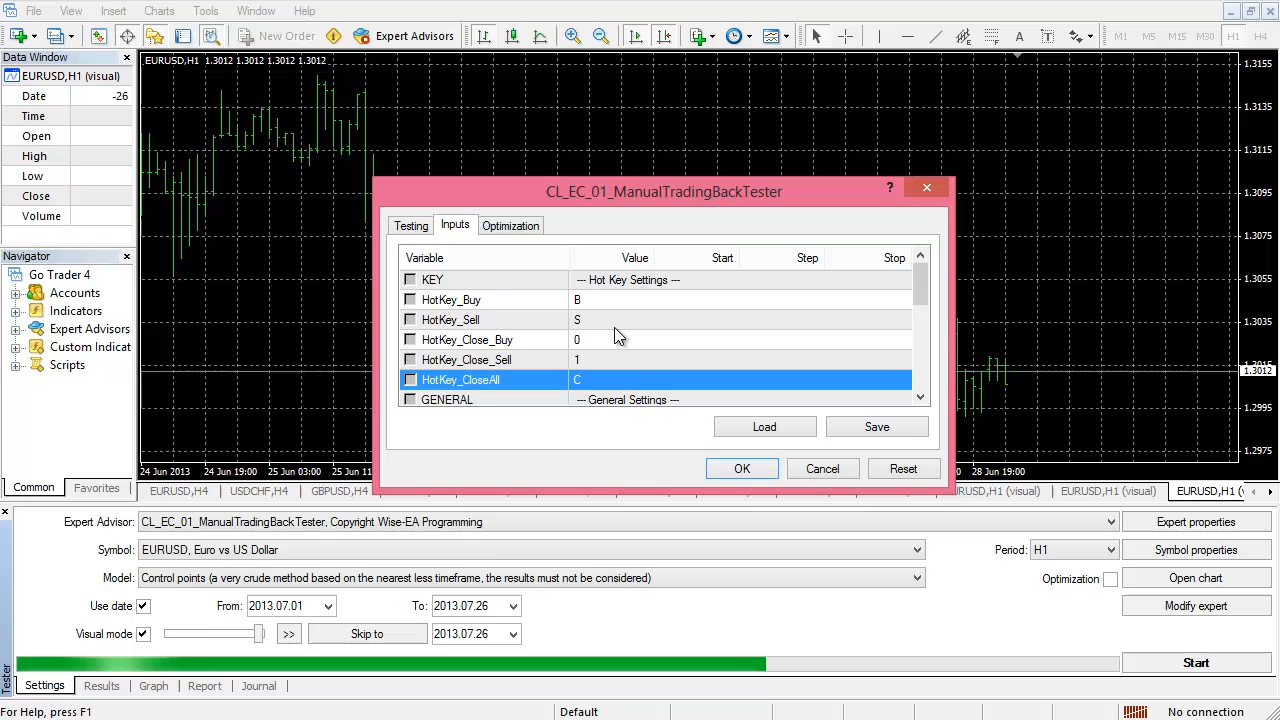 File View Insert Charts Tools Window Help
New Order Expert Advisors A T M1 M5 M15 M30 H1 H4
Data Window
EURUSD,H1 (visual)
Date -26
Time
Open
High
Low
Close
Volume
Navigator
Go Trader 4
Accounts
Indicators
Expert Advisors
Custom Indicat
Scripts
Common Favorites
EURUSD,H1 1.3012 1.3012 1.3012 1.3012
1.3155
1.3135
1.3115
1.3095
1.3075
1.3055
1.3035
1.3012
1.2995
1.2975
24 Jun 2013 24 Jun 19:00 25 Jun 03:00 25 Jun 11 0 28 Jun 19:00
CL_EC_01_ManualTradingBackTester ?
Testing Inputs Optimization
Variable Value Start Step Stop
KEY --- Hot Key Settings ---
HotKey_Buy B
HotKey_Sell S
HotKey_Close_Buy 0
HotKey_Close_Sell 1
HotKey_CloseAll C
GENERAL --- General Settings ---
Load Save
OK Cancel Reset
EURUSD,H4 USDCHF,H4 GBPUSD,H4 URUSD,H1 (visual) EURUSD,H1 (visual) EURUSD,H1 (v
Expert Advisor: CL_EC_01_ManualTradingBackTester, Copyright Wise-EA Programming Expert properties
Symbol: EURUSD, Euro vs US Dollar Period: H1 Symbol properties
Model: Control points (a very crude method based on the nearest less timeframe, the results must not be considered) Optimization Open chart
Use date From: 2013.07.01 To: 2013.07.26 Modify expert
Visual mode >> Skip to 2013.07.26
Start
Tester
Settings Results Graph Report Journal
For Help, press F1 Default No connection